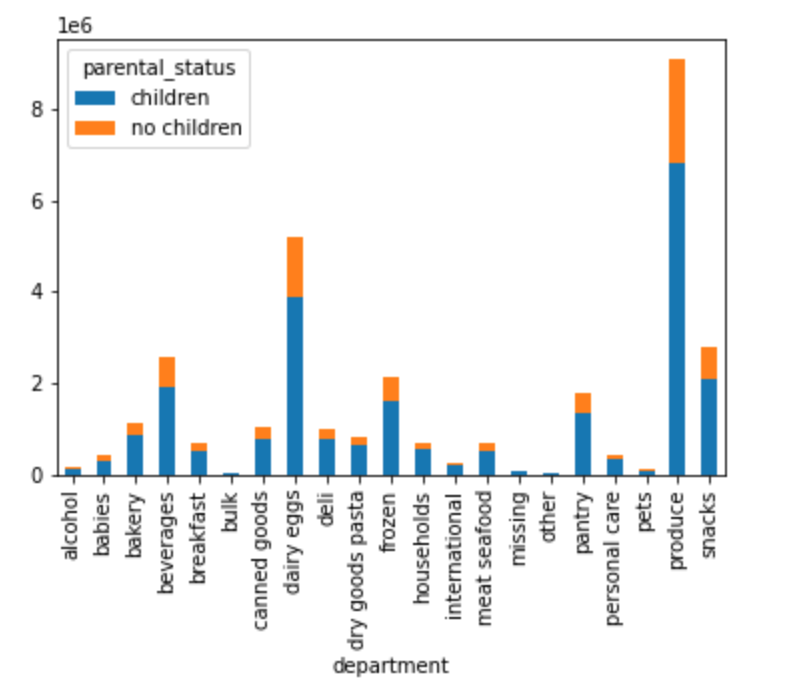 1e6
parental_status
children
no children
8
6
4
2
0
alcohol
babies
bakery
beverages
breakfast
bulk
canned goods
dairy eggs
deli
dry goods pasta
frozen
households
international
meat seafood
missing
other
pantry
personal care
pets
produce
snacks
department